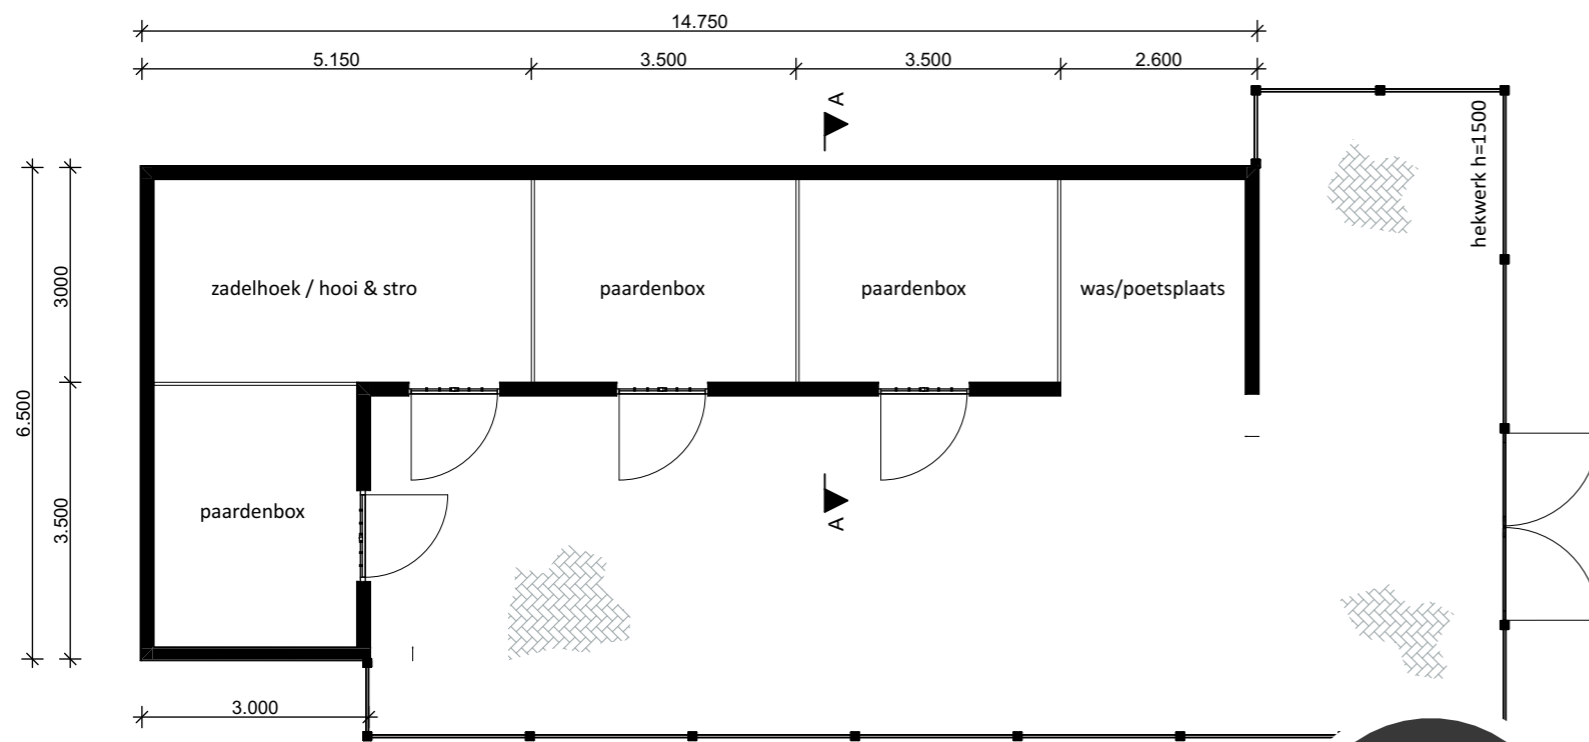 14.750
5.150
3.500
3.500
2.600
A
hekwerk h=1500
3000
6.500
zadelhoek / hooi & stro
paardenbox
paardenbox
was/poetsplaats
3.500
paardenbox
A
3.000